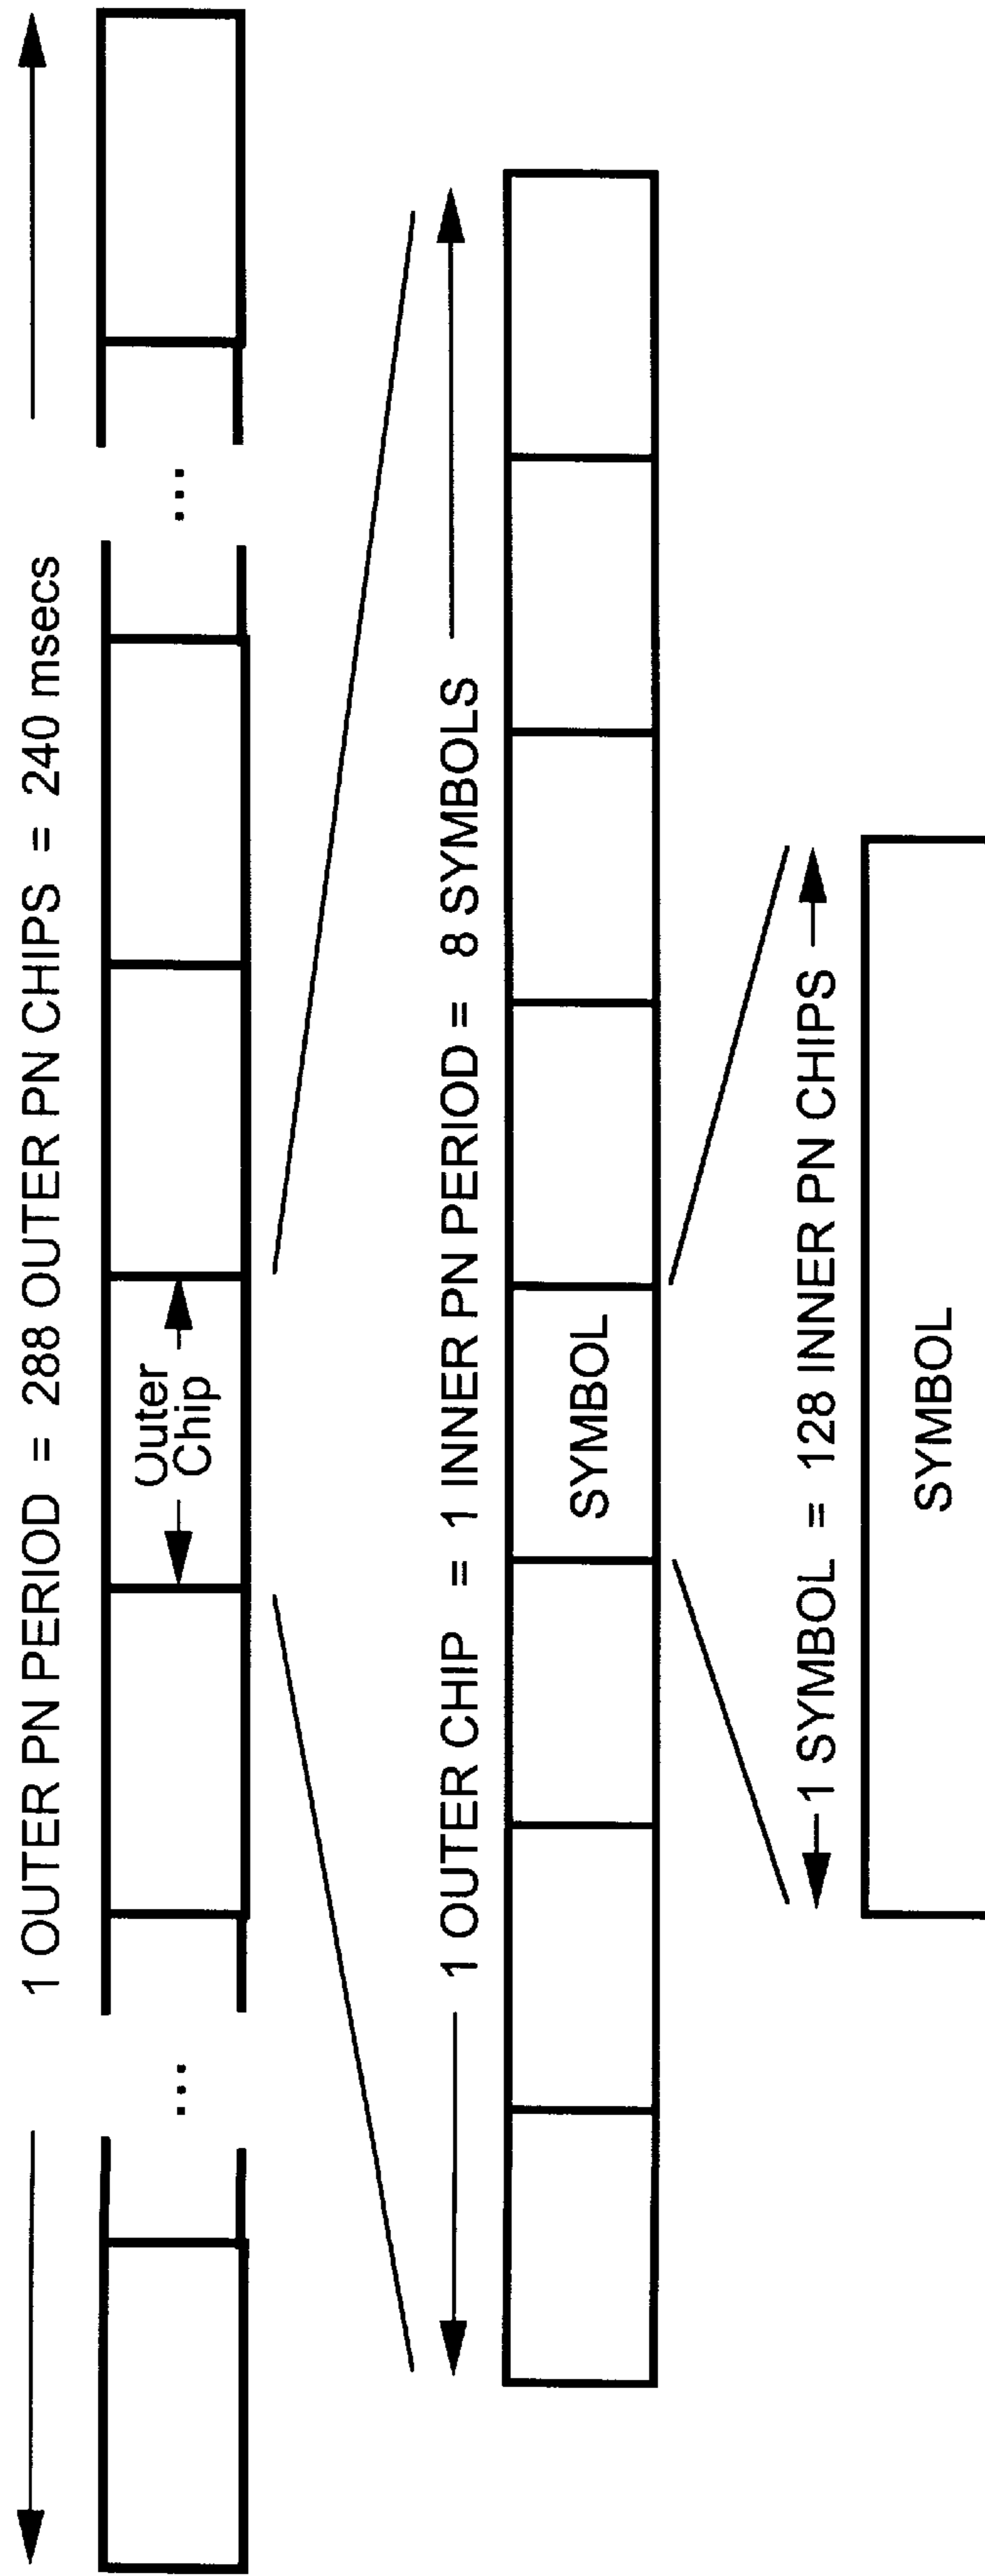 1 OUTER PN PERIOD = 288 OUTER PN CHIPS = 240 msecs
...
Outer
Chip
...
1 OUTER CHIP = 1 INNER PN PERIOD = 8 SYMBOLS
SYMBOL
1 SYMBOL = 128 INNER PN CHIPS
SYMBOL